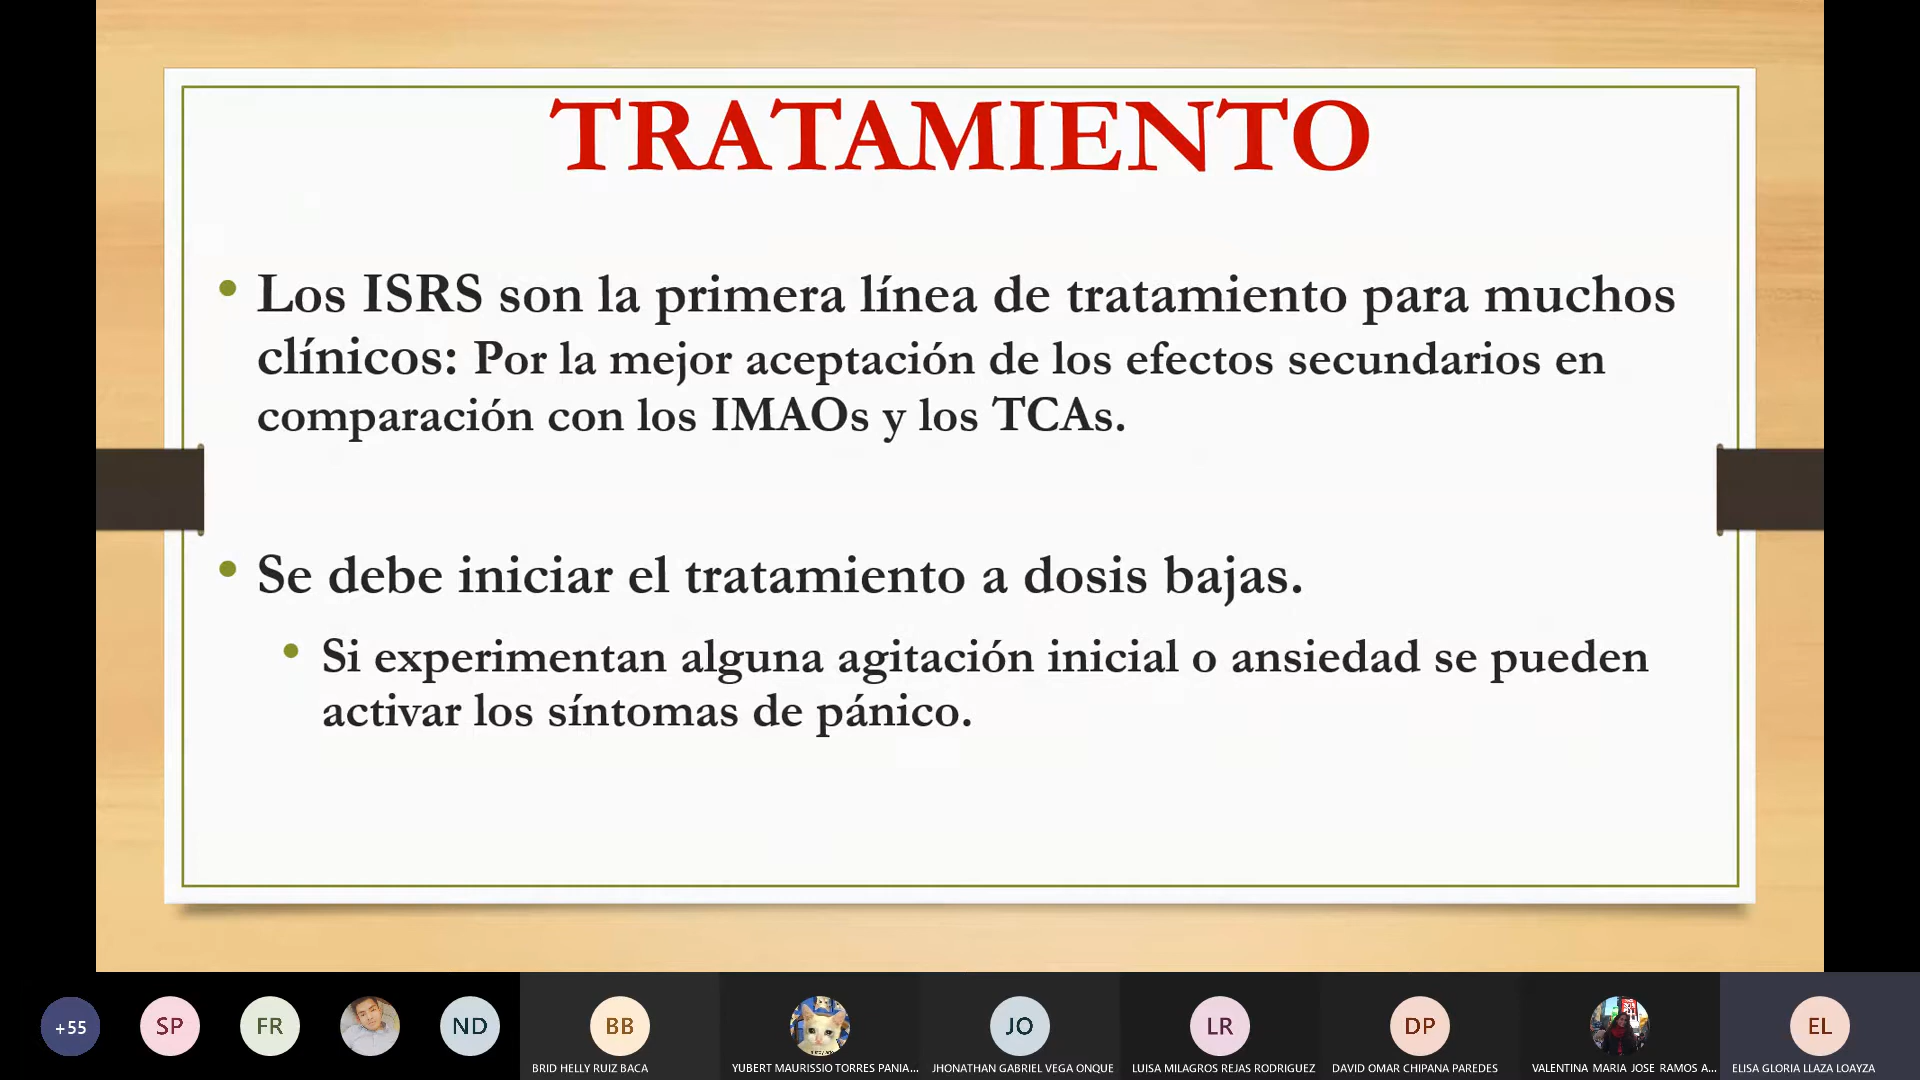 TRATAMIENTO
• Los ISRS son la primera línea de tratamiento para muchos
clínicos: Por la mejor aceptación de los efectos secundarios en
comparación con los IMAOs y los TCAs.
• Se debe iniciar el tratamiento a dosis bajas.
• Si experimentan alguna agitación inicial o ansiedad se pueden
activar los síntomas de pánico.
+55
SP
FR
ND
BB
JO
LR
DP
EL
BRID HELLY RUIZ BACA
YUBERT MAURISSIO TORRES PANIA...
JHONATHAN GABRIEL VEGA ONQUE
LUISA MILAGROS REJAS RODRIGUEZ
DAVID OMAR CHIPANA PAREDES
VALENTINA MARIA JOSE RAMOS A...
ELISA GLORIA LLAZA LOAYZA